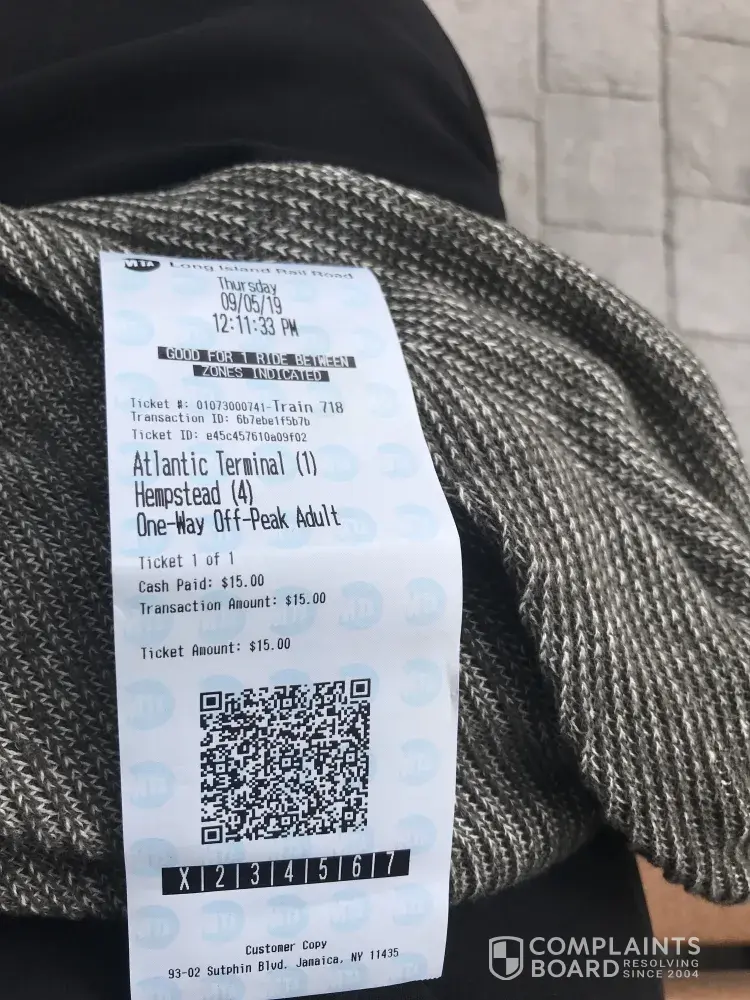 MTA Long Island Rail Road
Thursday
09/05/19
12:11:33 PM
GOOD FOR 1 RIDE BETWEEN
ZONES INDICATED
Ticket #: 01073000741-Train 718
Transaction ID: 6b7ebe1f5b7b
Ticket ID: e45c457610a09f02
Atlantic Terminal (1)
Hempstead (4)
One-Way Off-Peak Adult
Ticket 1 of 1
Cash Paid: $15.00
Transaction Amount: $15.00
Ticket Amount: $15.00
X|2|3|4|5|6|7
Customer Copy
93-02 Sutphin Blvd. Jamaica, NY 11435
COMPLAINTS
BOARD RESOLVING
SINCE 2004